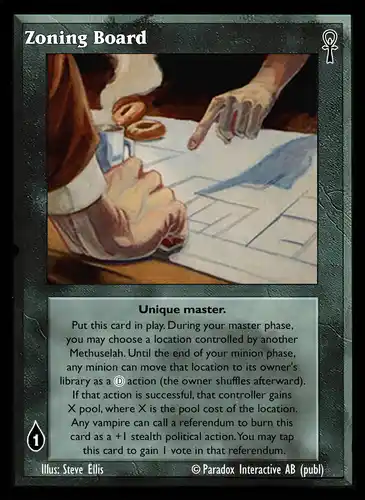 Zoning Board
Unique master.
Put this card in play. During your master phase,
you may choose a location controlled by another
Methuselah. Until the end of your minion phase,
any minion can move that location to its owner's
library as a Ⓓ action (the owner shuffles afterward).
If that action is successful, that controller gains
X pool, where X is the pool cost of the location.
Any vampire can call a referendum to burn this
card as a +1 stealth political action. You may tap
this card to gain 1 vote in that referendum.
1
Illus: Steve Ellis
© Paradox Interactive AB (publ)